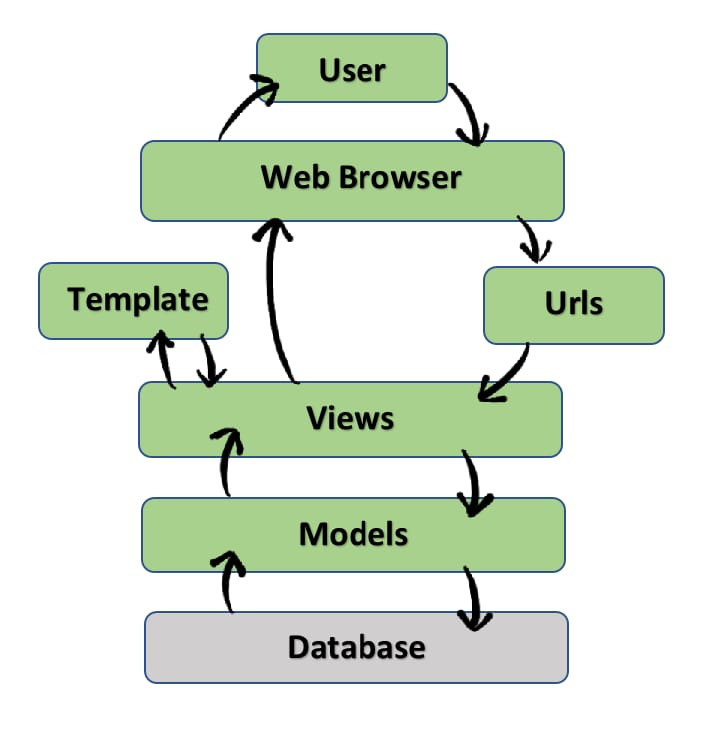 User
Web Browser
Template
Urls
Views
Models
Database